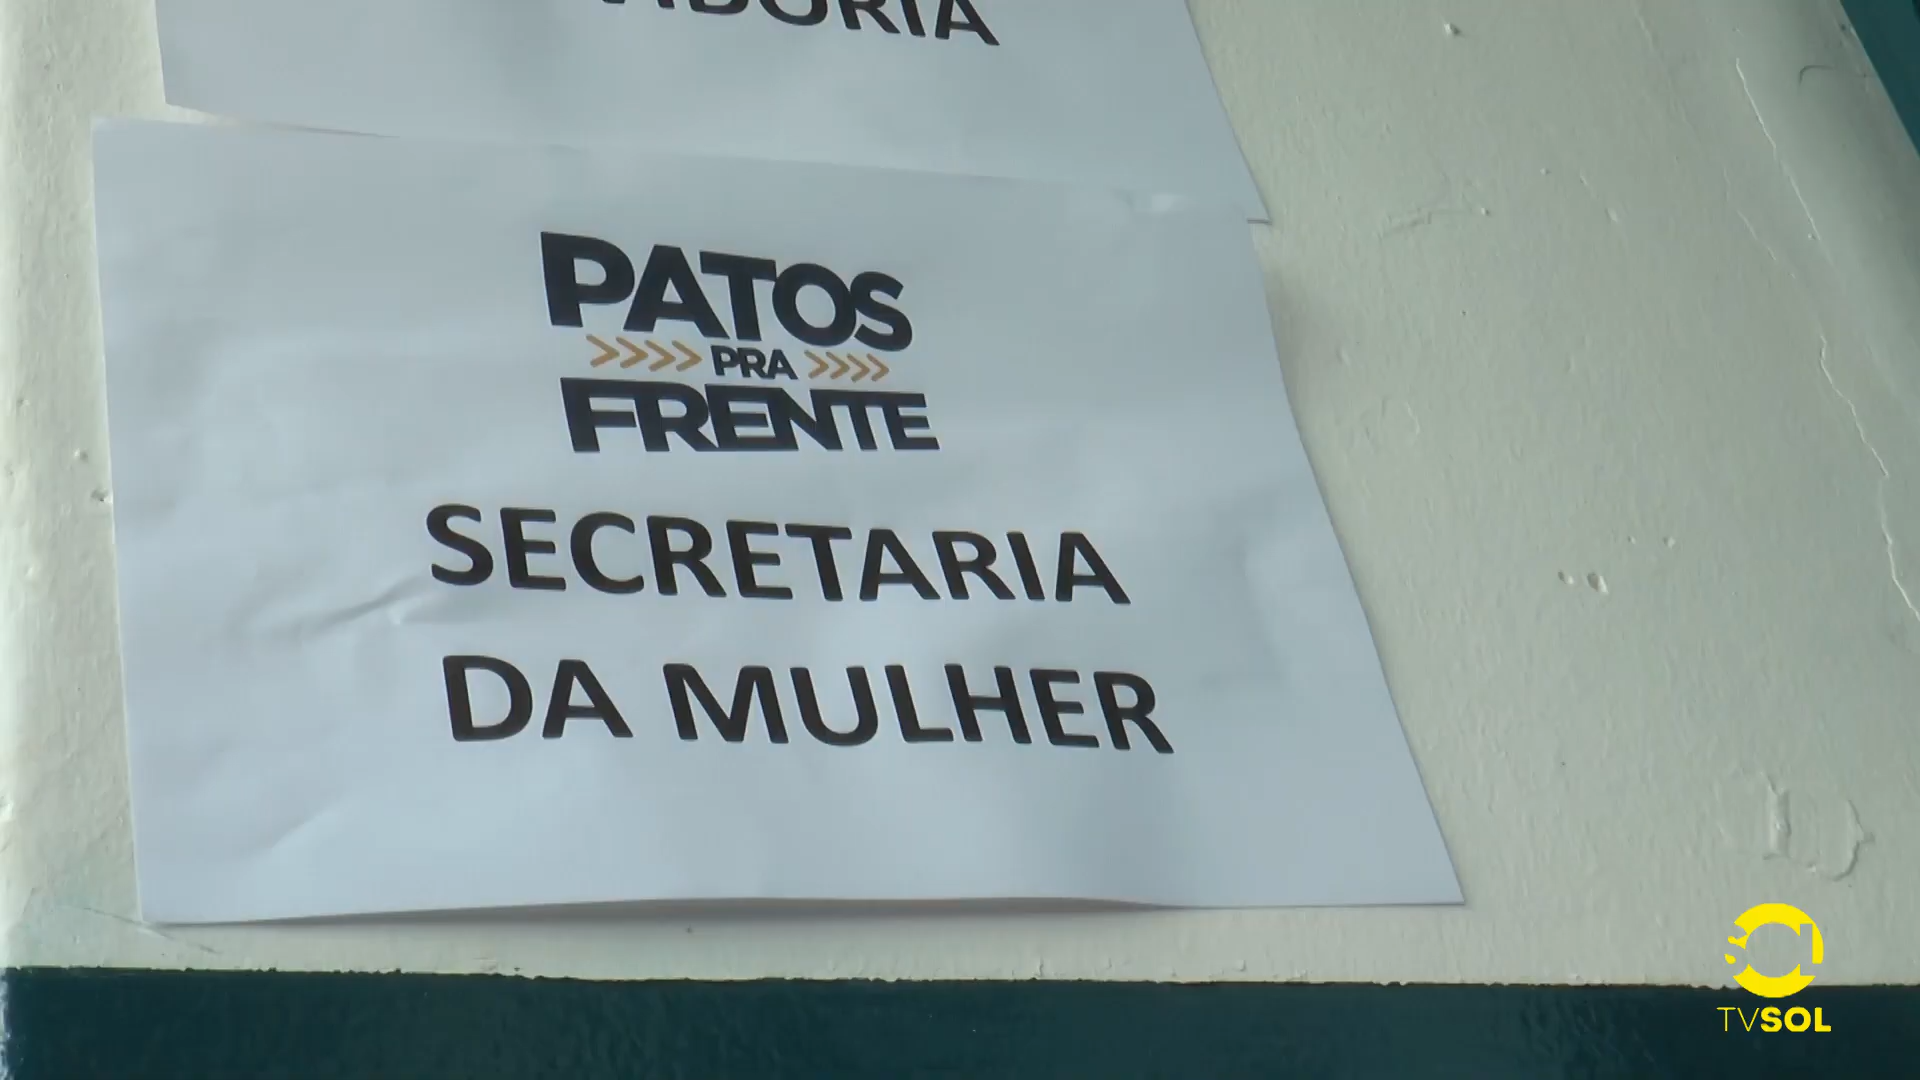 PATOS
>>>> PRA >>>>
FRENTE
SECRETARIA
DA MULHER
TVSOL